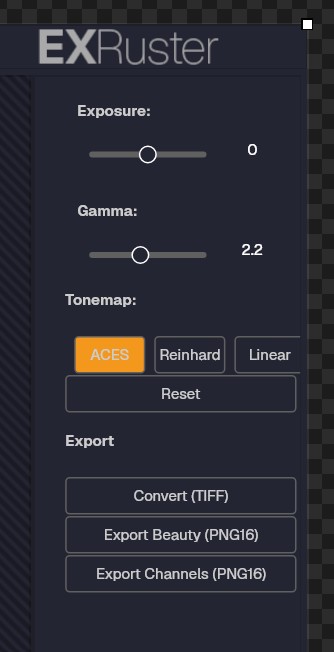 EXRuster
Exposure:
0
Gamma:
2.2
Tonemap:
ACES Reinhard Linear
Reset
Export
Convert (TIFF)
Export Beauty (PNG16)
Export Channels (PNG16)